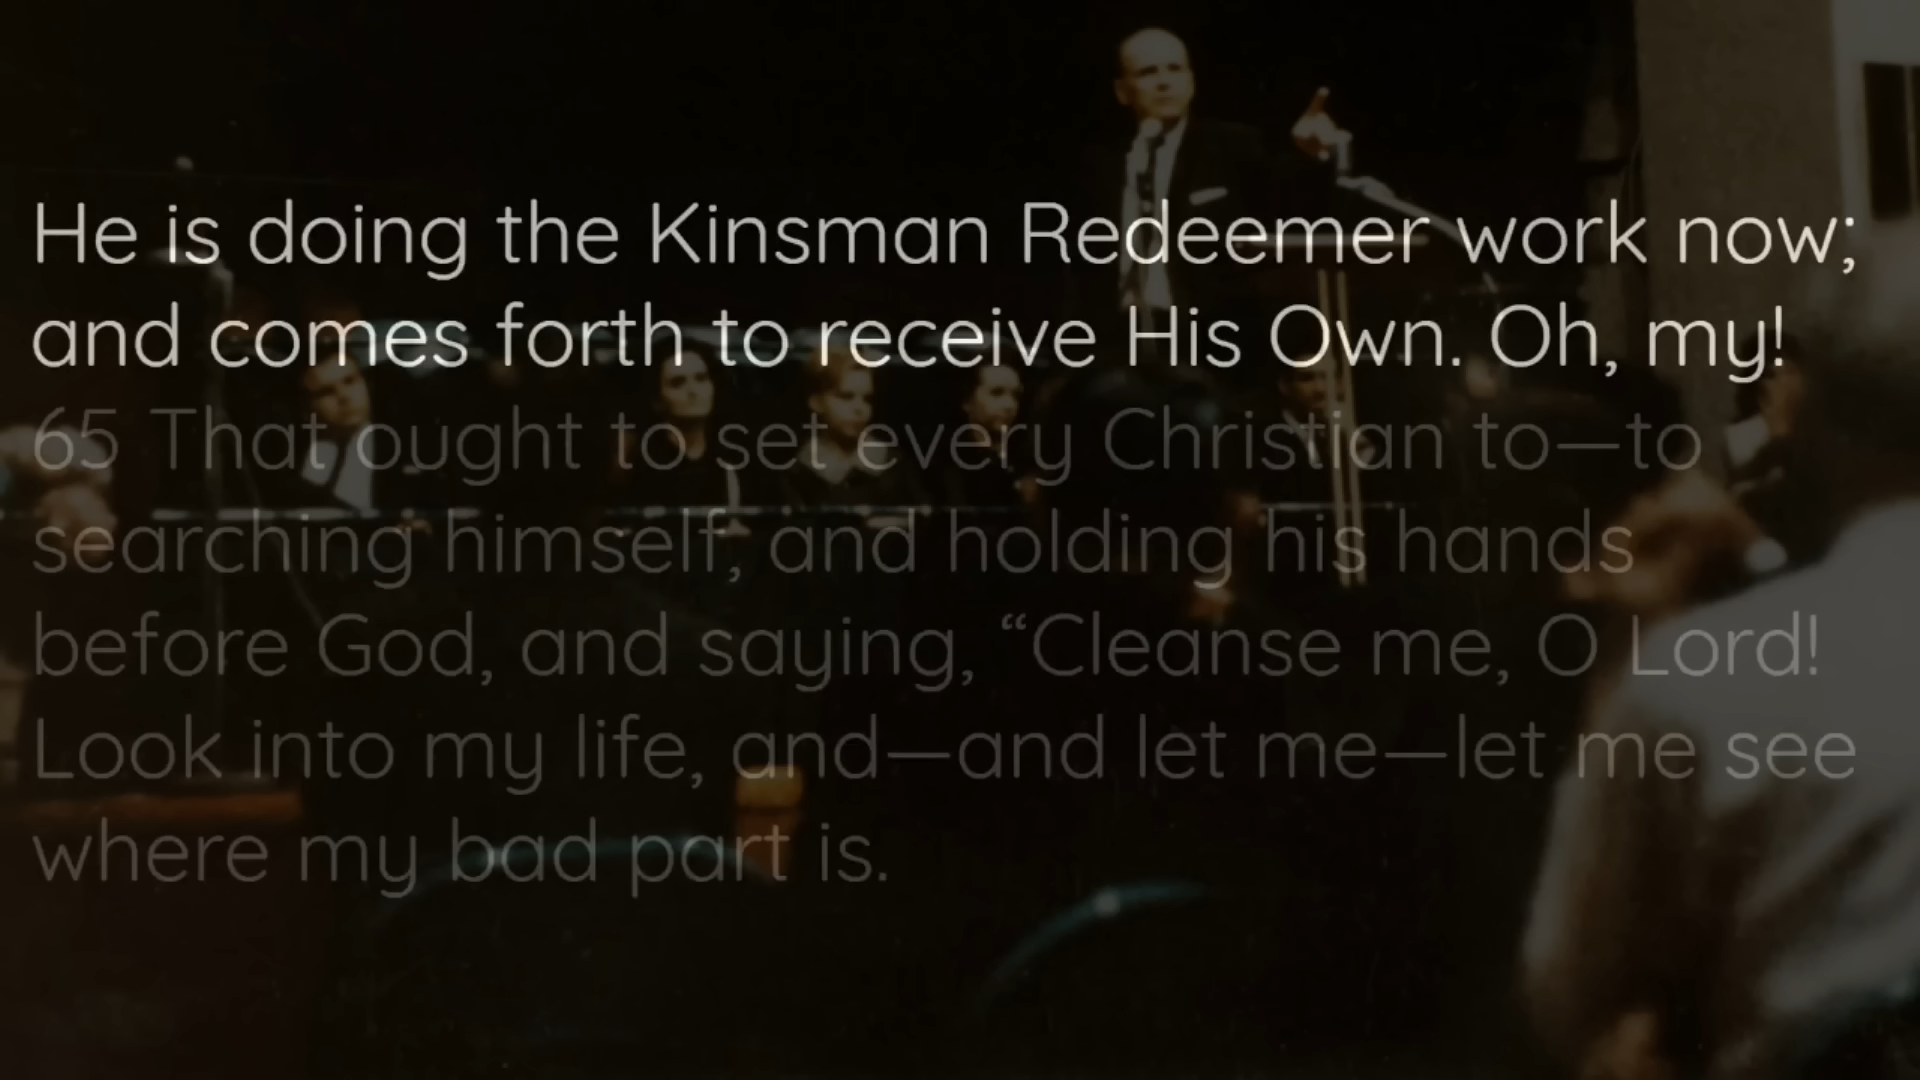 He is doing the Kinsman Redeemer work now;
and comes forth to receive His Own. Oh, my!
65 That ought to set every Christian to—to
searching himself, and holding his hands
before God, and saying, “Cleanse me, O Lord!
Look into my life, and—and let me—let me see
where my bad part is.